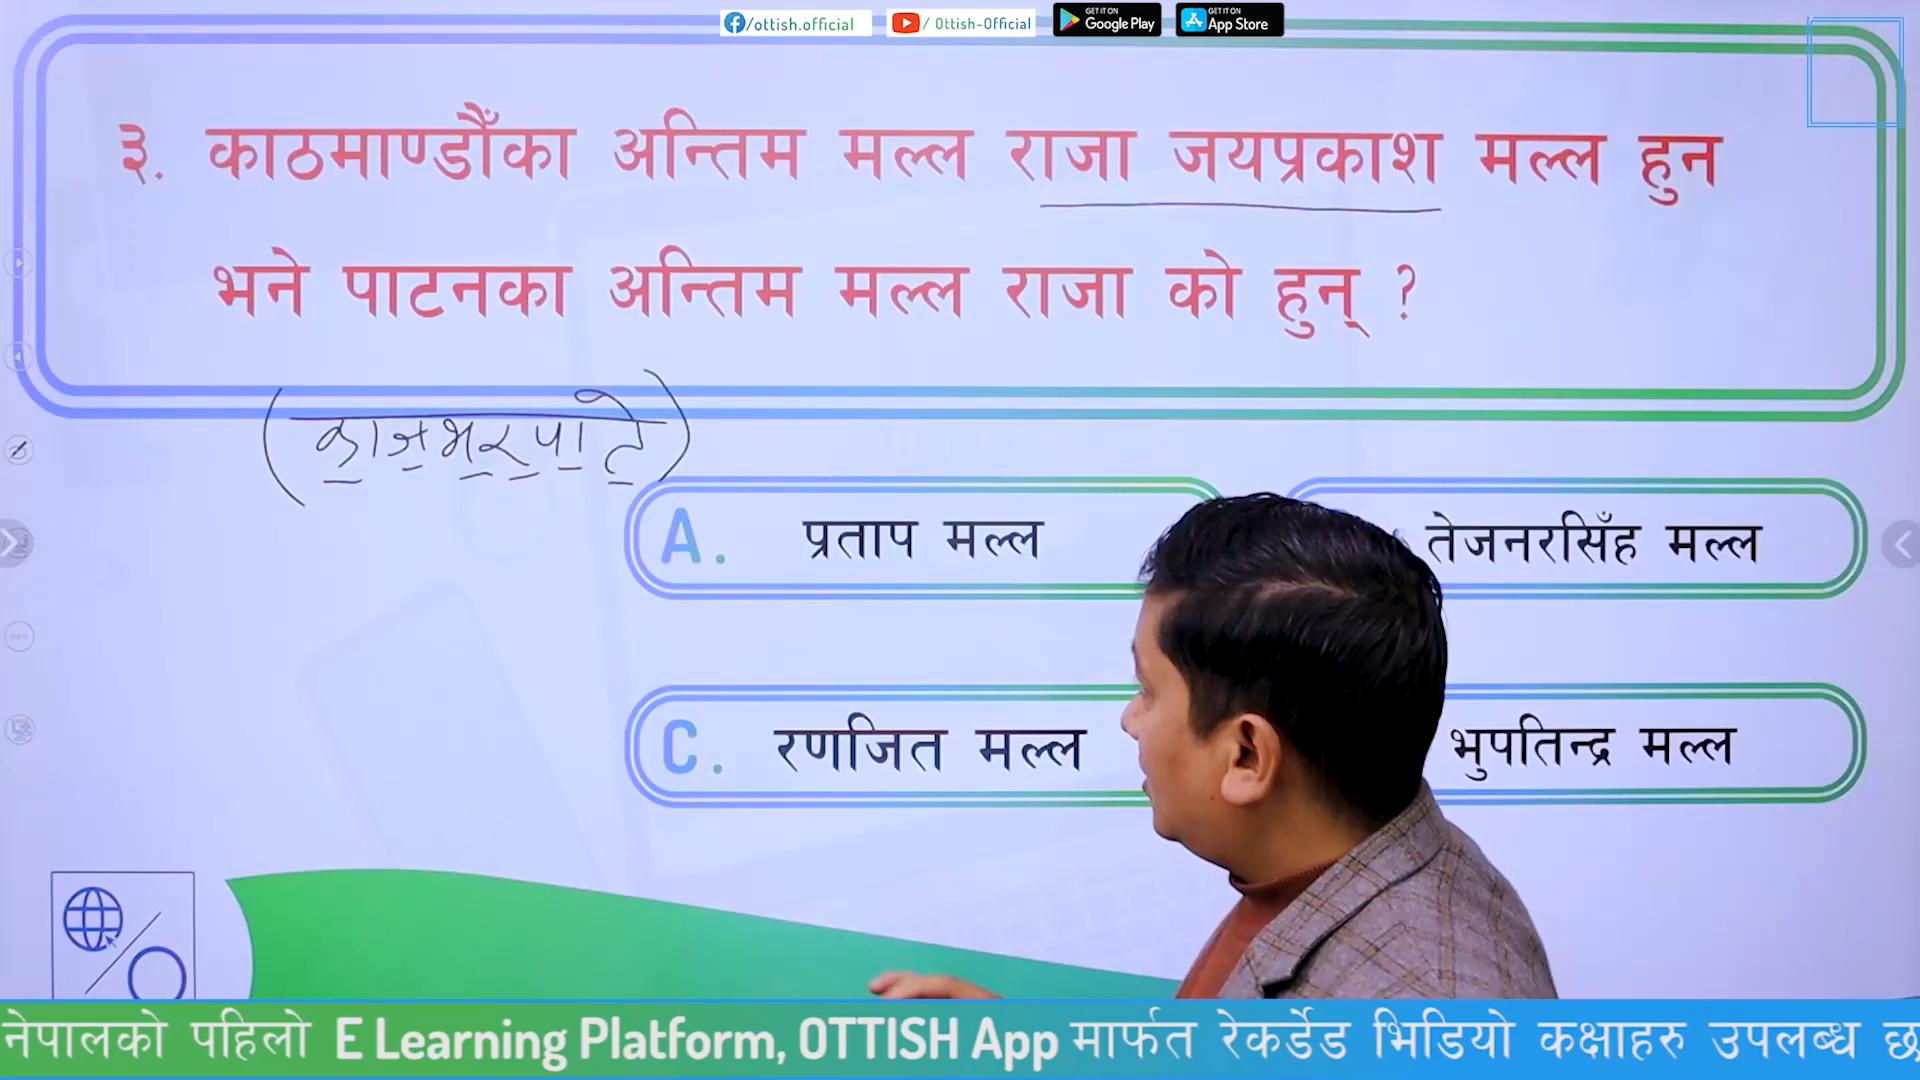 /ottish.official
/ Ottish-Official
GET IT ON
Google Play
GET IT ON
App Store
३. काठमाण्डौँका अन्तिम मल्ल राजा जयप्रकाश मल्ल हुन
भने पाटनका अन्तिम मल्ल राजा को हुन् ?
(काजभरपाते)
A. प्रताप मल्ल
तेजनरसिँह मल्ल
C. रणजित मल्ल
भुपतिन्द्र मल्ल
नेपालको पहिलो E Learning Platform, OTTISH App मार्फत रेकर्डेड भिडियो कक्षाहरु उपलब्ध छ